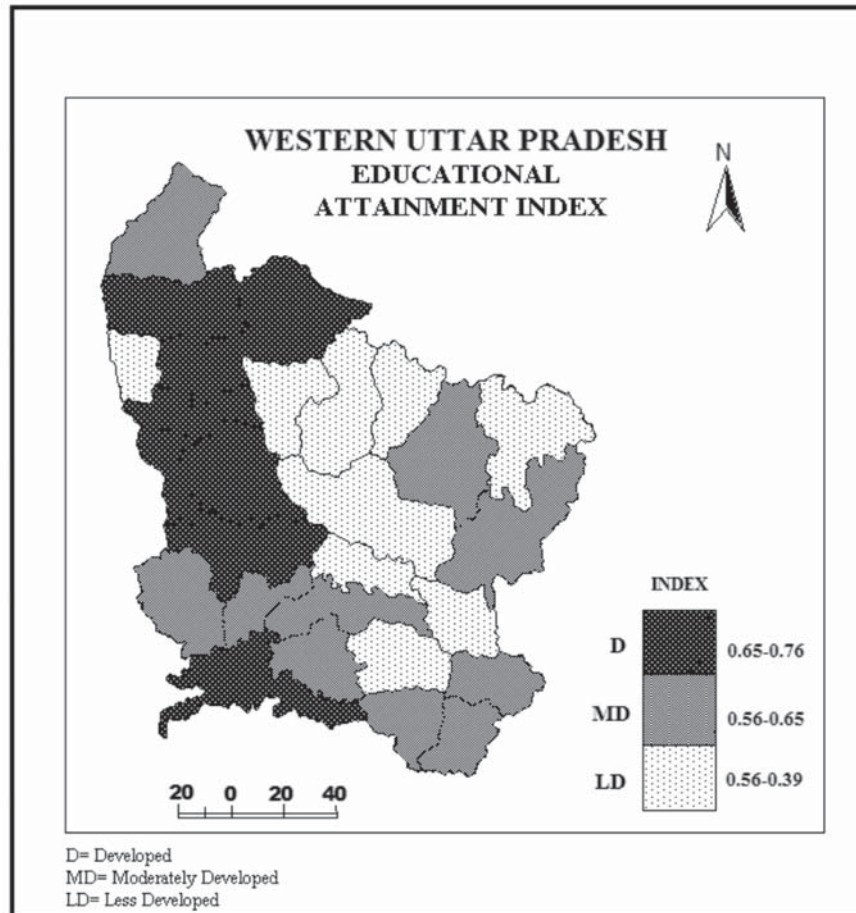 WESTERN UTTAR PRADESH
EDUCATIONAL
ATTAINMENT INDEX
N
INDEX
D 0.65-0.76
MD 0.56-0.65
LD 0.56-0.39
20 0 20 40
D= Developed
MD= Moderately Developed
LD= Less Developed